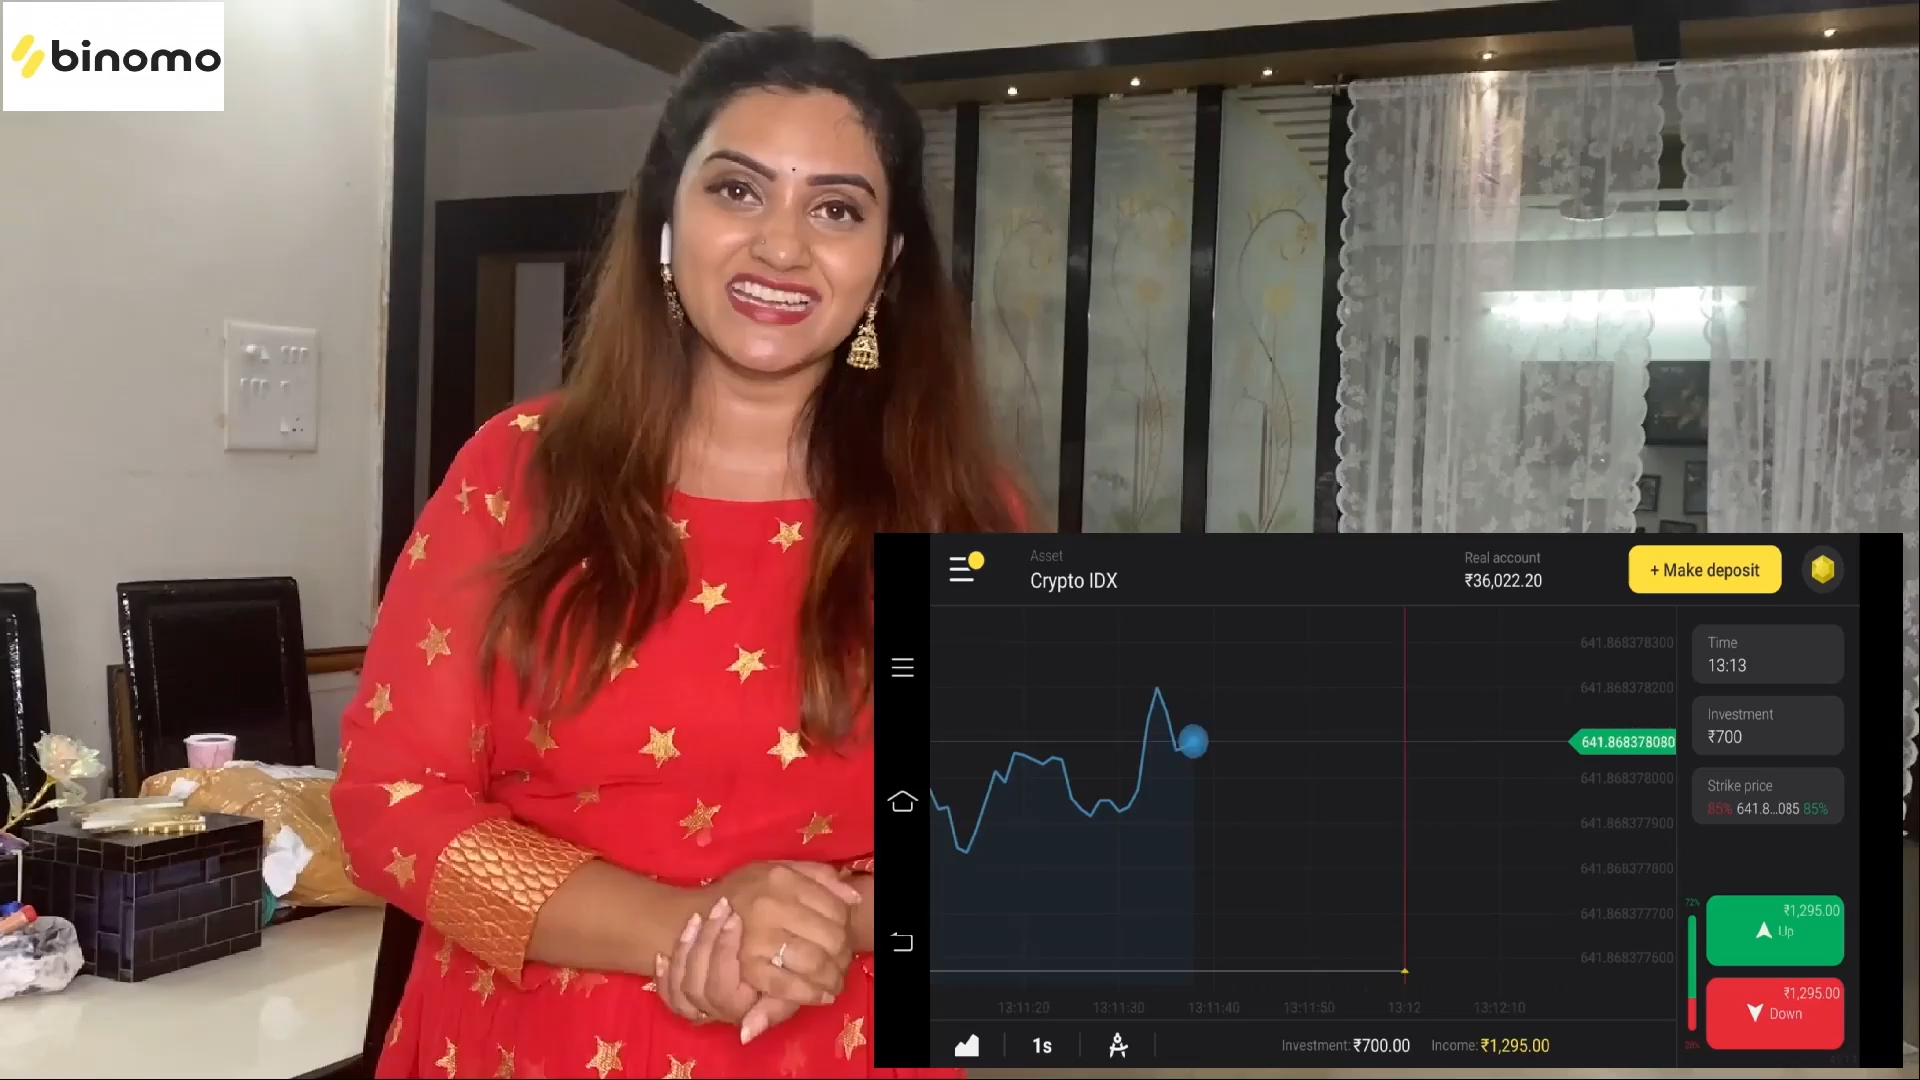 binomo
Asset
Crypto IDX
Real account
₹36,022.20
+ Make deposit
641.868378300
641.868378200
641.868378080
641.868378000
641.868377900
641.868377800
641.868377700
641.868377600
Time
13:13
Investment
₹700
Strike price
85% 641.8...085 85%
72%
₹1,295.00
Up
₹1,295.00
Down
28%
13:11:20 13:11:30 13:11:40 13:11:50 13:12 13:12:10
1s
Investment: ₹700.00 Income: ₹1,295.00